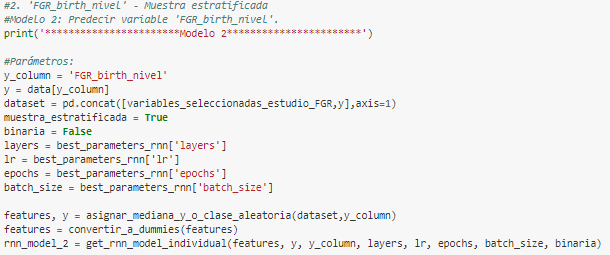 #2. 'FGR_birth_nivel' - Muestra estratificada
#Modelo 2: Predecir variable 'FGR_birth_nivel'.
print('***********************Modelo 2***********************')
#Parámetros:
y_column = 'FGR_birth_nivel'
y = data[y_column]
dataset = pd.concat([variables_seleccionadas_estudio_FGR,y],axis=1)
muestra_estratificada = True
binaria = False
layers = best_parameters_rnn['layers']
lr = best_parameters_rnn['lr']
epochs = best_parameters_rnn['epochs']
batch_size = best_parameters_rnn['batch_size']
features, y = asignar_mediana_y_o_clase_aleatoria(dataset,y_column)
features = convertir_a_dummies(features)
rnn_model_2 = get_rnn_model_individual(features, y, y_column, layers, lr, epochs, batch_size, binaria)